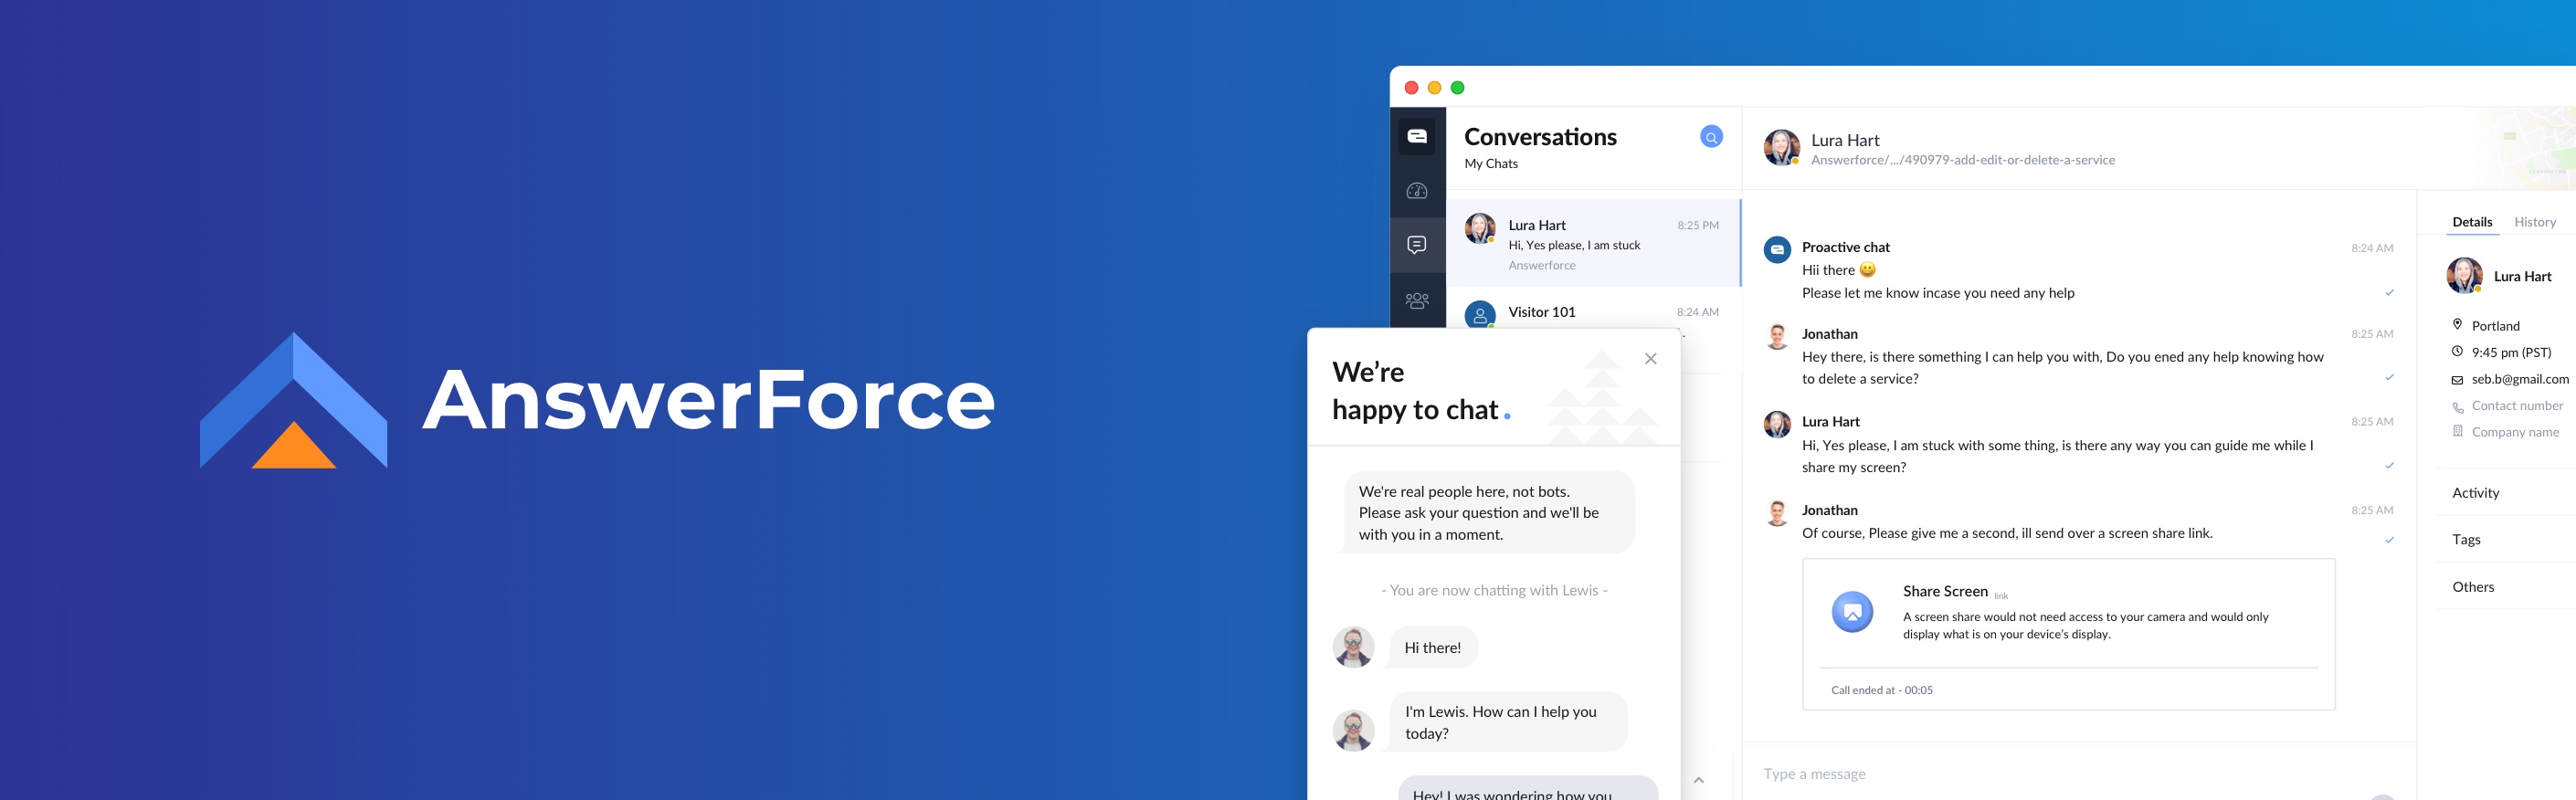 AnswerForce
Conversations
My Chats
Lura Hart
8:25 PM
Hi, Yes please, I am stuck
Answerforce
Visitor 101
8:24 AM
We're
happy to chat.
We're real people here, not bots.
Please ask your question and we'll be
with you in a moment.
- You are now chatting with Lewis -
Hi there!
I'm Lewis. How can I help you
today?
Hey! I was wondering how you
Lura Hart
Answerforce/.../490979-add-edit-or-delete-a-service
Proactive chat
8:24 AM
Hii there 😀
Please let me know incase you need any help
Jonathan
8:25 AM
Hey there, is there something I can help you with, Do you ened any help knowing how
to delete a service?
Lura Hart
8:25 AM
Hi, Yes please, I am stuck with some thing, is there any way you can guide me while I
share my screen?
Jonathan
8:25 AM
Of course, Please give me a second, ill send over a screen share link.
Share Screen link
A screen share would not need access to your camera and would only
display what is on your device's display.
Call ended at - 00:05
Type a message
Details
History
Lura Hart
Portland
9:45 pm (PST)
seb.b@gmail.com
Contact number
Company name
Activity
Tags
Others